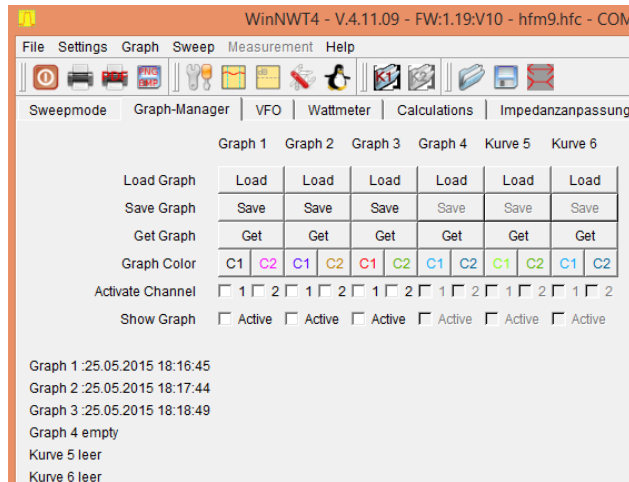 WinNWT4 - V.4.11.09 - FW:1.19:V10 - hfm9.hfc - COM
File Settings Graph Sweep Measurement Help
PDF PNG BMP K1 K2
Sweepmode Graph-Manager VFO Wattmeter Calculations Impedanzanpassung
Graph 1 Graph 2 Graph 3 Graph 4 Kurve 5 Kurve 6
Load Graph Load Load Load Load Load Load
Save Graph Save Save Save Save Save Save
Get Graph Get Get Get Get Get Get
Graph Color C1 C2 C1 C2 C1 C2 C1 C2 C1 C2 C1 C2
Activate Channel 1 2 1 2 1 2 1 2 1 2 1 2
Show Graph Active Active Active Active Active Active
Graph 1 :25.05.2015 18:16:45
Graph 2 :25.05.2015 18:17:44
Graph 3 :25.05.2015 18:18:49
Graph 4 empty
Kurve 5 leer
Kurve 6 leer